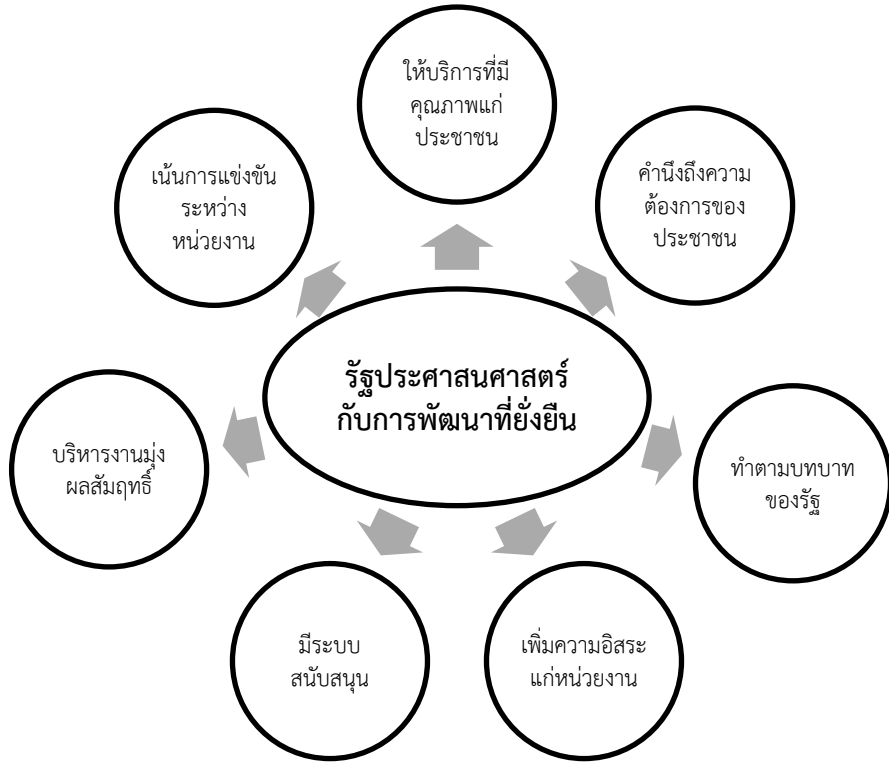 ให้บริการที่มี
คุณภาพแก่
ประชาชน
เน้นการแข่งขัน
ระหว่าง
หน่วยงาน
คำนึงถึงความ
ต้องการของ
ประชาชน
รัฐประศาสนศาสตร์
กับการพัฒนาที่ยั่งยืน
บริหารงานมุ่ง
ผลสัมฤทธิ์
ทำตามบทบาท
ของรัฐ
มีระบบ
สนับสนุน
เพิ่มความอิสระ
แก่หน่วยงาน